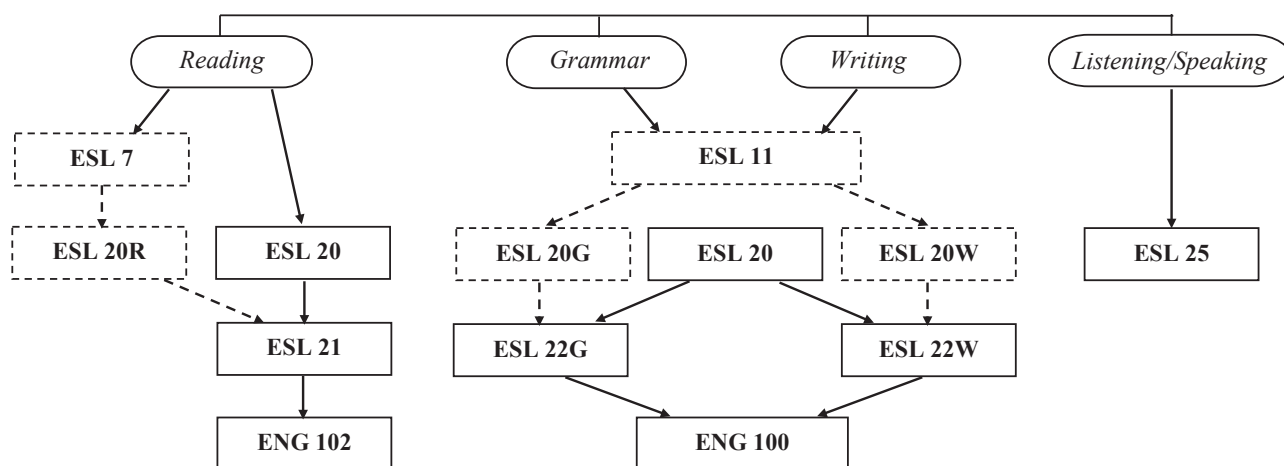 Reading
Grammar
Writing
Listening/Speaking
ESL 7
ESL 11
ESL 20R
ESL 20
ESL 20G
ESL 20
ESL 20W
ESL 25
ESL 21
ESL 22G
ESL 22W
ENG 102
ENG 100